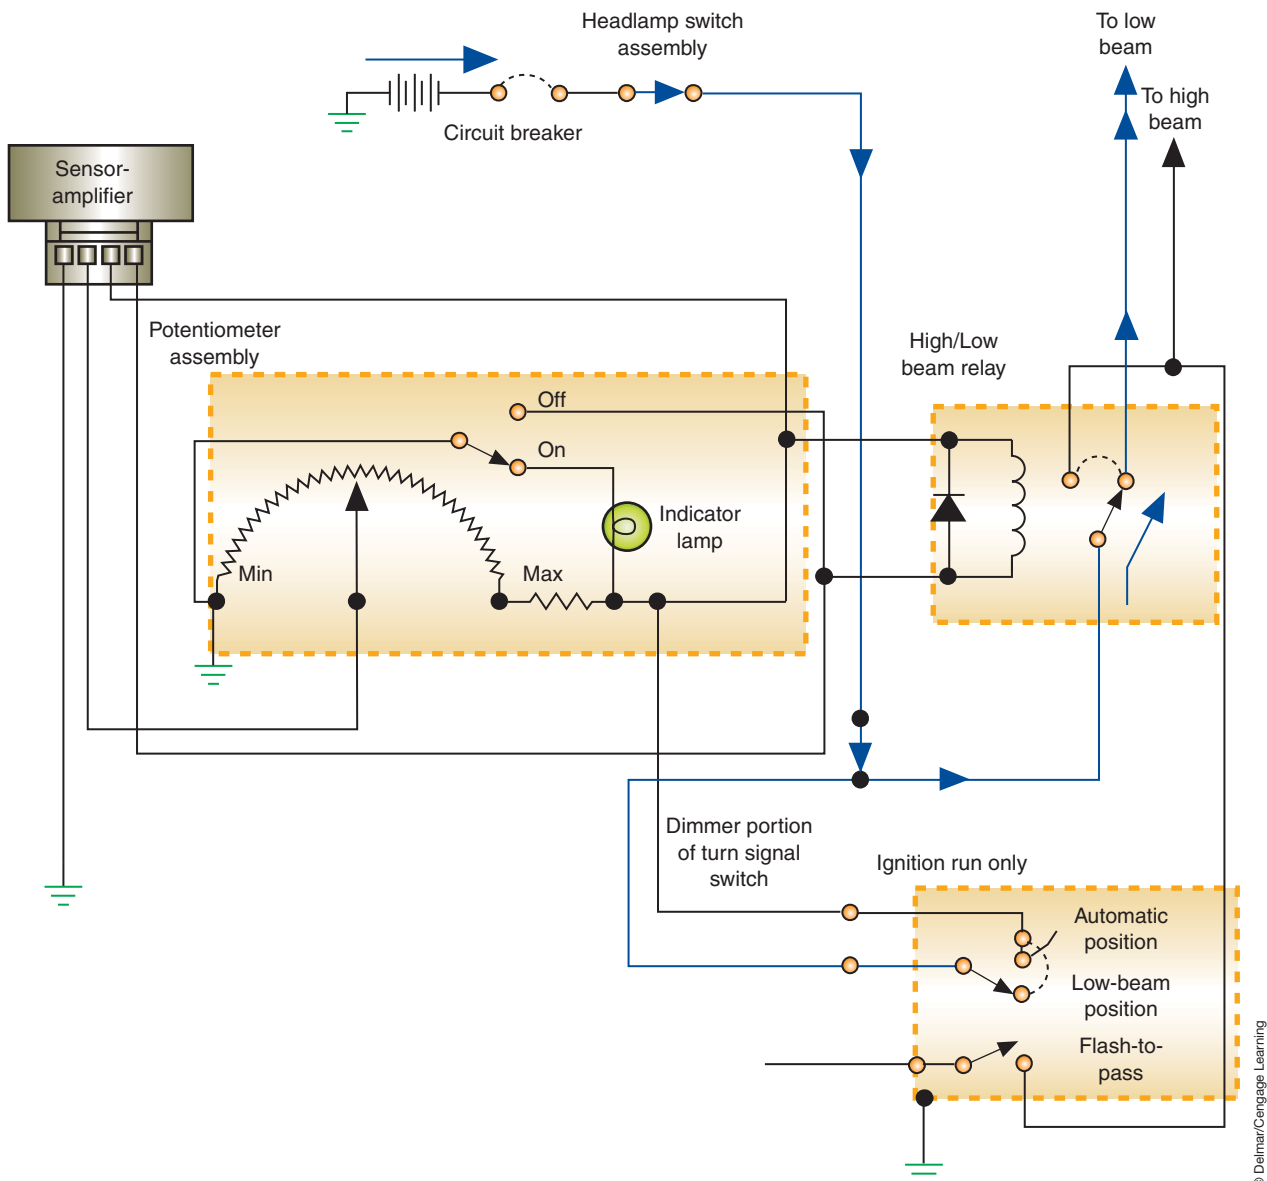 Headlamp switch
assembly
To low
beam
To high
beam
Circuit breaker
Sensor-
amplifier
Potentiometer
assembly
High/Low
beam relay
Off
On
Indicator
lamp
Min
Max
Dimmer portion
of turn signal
switch
Ignition run only
Automatic
position
Low-beam
position
Flash-to-
pass
© Delmar/Cengage Learning